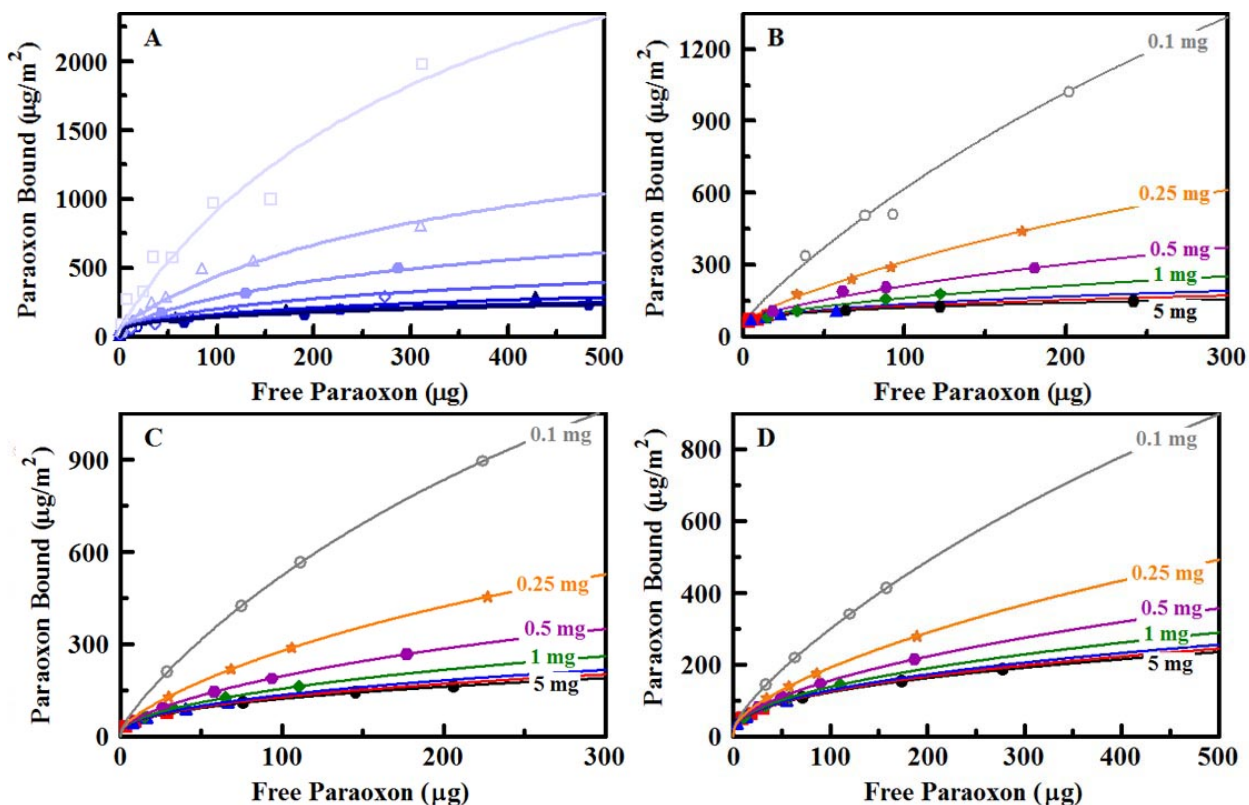 A
Paraoxon Bound (µg/m²)
2000
1500
1000
500
0
0
100
200
300
400
500
Free Paraoxon (µg)
B
Paraoxon Bound (µg/m²)
1200
900
600
300
0
0
100
200
300
0.1 mg
0.25 mg
0.5 mg
1 mg
5 mg
Free Paraoxon (µg)
C
Paraoxon Bound (µg/m²)
900
600
300
0
0
100
200
300
0.1 mg
0.25 mg
0.5 mg
1 mg
5 mg
Free Paraoxon (µg)
D
Paraoxon Bound (µg/m²)
800
600
400
200
0
0
100
200
300
400
500
0.1 mg
0.25 mg
0.5 mg
1 mg
5 mg
Free Paraoxon (µg)